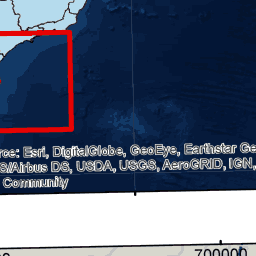 rce: Esri, DigitalGlobe, GeoEye, Earthstar Ge
S/Airbus DS, USDA, USGS, AeroGRID, IGN,
Community
700000